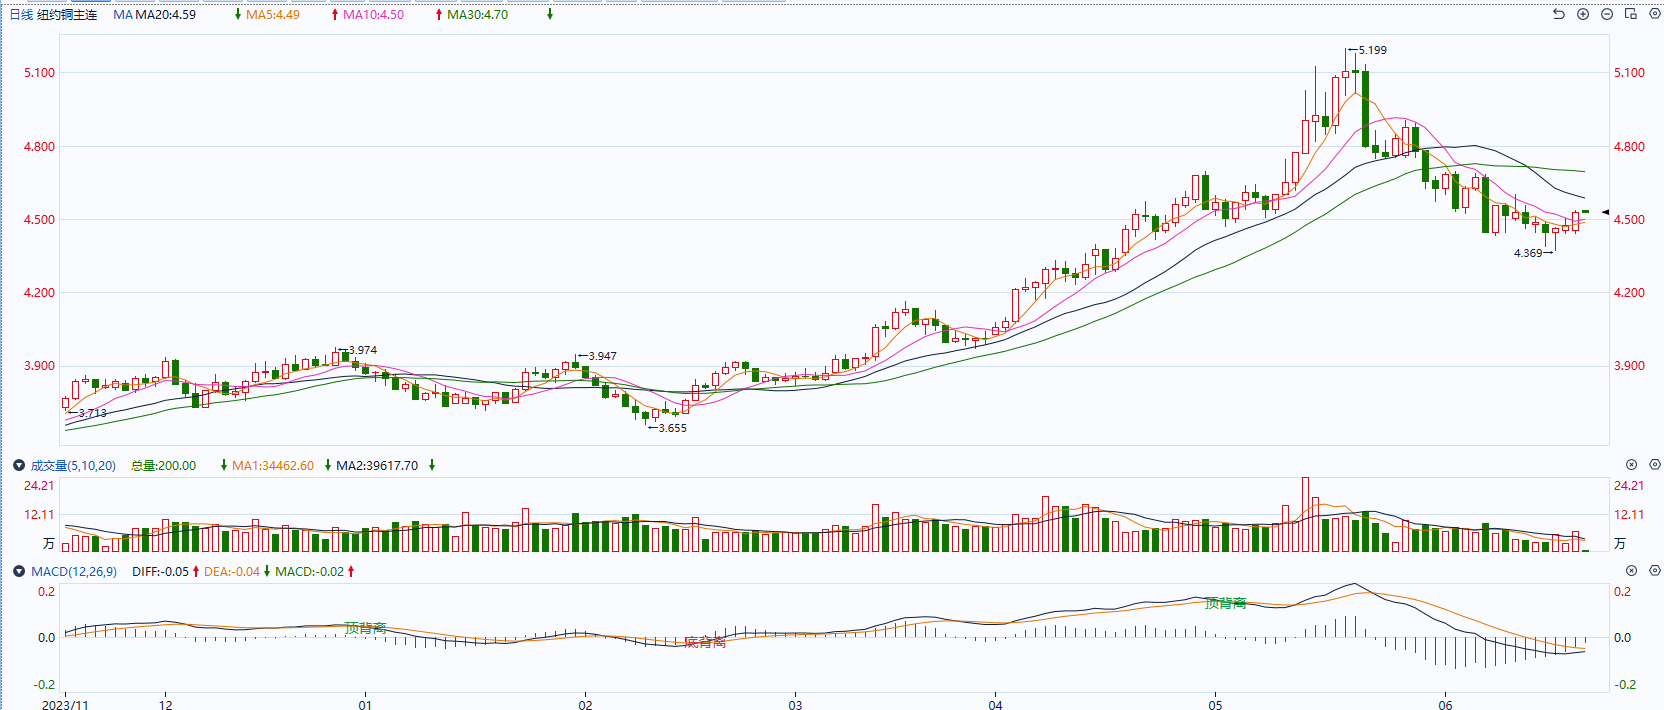 日线 纽约铜主连 MA MA20:4.59 ↓ MA5:4.49 ↑ MA10:4.50 ↑ MA30:4.70 ↓
←5.199
5.100 5.100
4.800 4.800
4.500 4.500
4.369→
4.200 4.200
←3.974
←3.947
3.900 3.900
←3.713
←3.655
成交量(5,10,20) 总量:200.00 ↓ MA1:34462.60 ↓ MA2:39617.70 ↓
24.21 24.21
12.11 12.11
万 万
MACD(12,26,9) DIFF:-0.05 ↑ DEA:-0.04 ↓ MACD:-0.02 ↑
0.2 0.2
顶背离
顶背离
底背离
0.0 0.0
-0.2 -0.2
2023/11 12 01 02 03 04 05 06